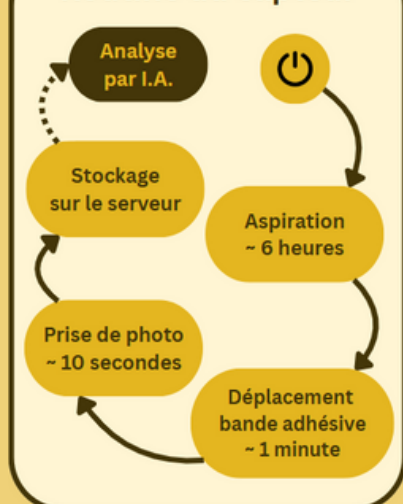 Analyse
par I.A.
Stockage
sur le serveur
Aspiration
~ 6 heures
Prise de photo
~ 10 secondes
Déplacement
bande adhésive
~ 1 minute